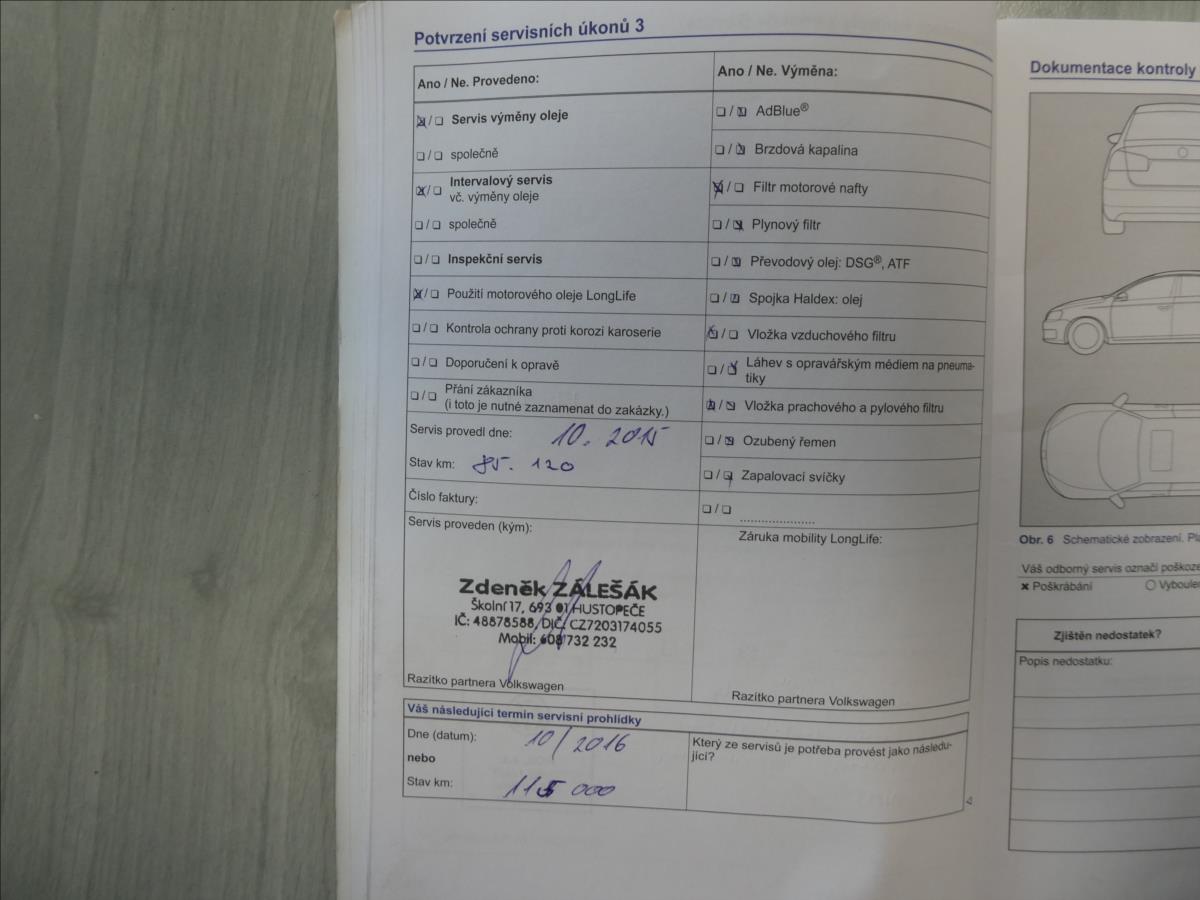 Potvrzení servisních úkonů 3
Ano / Ne. Provedeno:
Servis výměny oleje
společně
Intervalový servis
vč. výměny oleje
společně
Inspekční servis
Použití motorového oleje LongLife
Kontrola ochrany proti korozi karoserie
Doporučení k opravě
Přání zákazníka
(i toto je nutné zaznamenat do zakázky.)
Servis provedl dne: 10. 2015
Stav km: 85. 120
Číslo faktury:
Servis proveden (kým):
Zdeněk ZÁLEŠÁK
Školní 17, 693 01 HUSTOPEČE
IČ: 48878588, DIČ: CZ7203174055
Mobil: 608 732 232
Razítko partnera Volkswagen
Ano / Ne. Výměna:
AdBlue®
Brzdová kapalina
Filtr motorové nafty
Plynový filtr
Převodový olej: DSG®, ATF
Spojka Haldex: olej
Vložka vzduchového filtru
Láhev s opravářským médiem na pneuma-
tiky
Vložka prachového a pylového filtru
Ozubený řemen
Zapalovací svíčky
....................
Záruka mobility LongLife:
Razítko partnera Volkswagen
Váš následující termín servisní prohlídky
Dne (datum): 10/2016
nebo
Stav km: 115 000
Který ze servisů je potřeba provést jako následu-
jící?
Dokumentace kontroly
Obr. 6 Schematické zobrazení.
Váš odborný servis označí
Poškrábání
Zjištěn nedostatek?
Popis nedostatku: